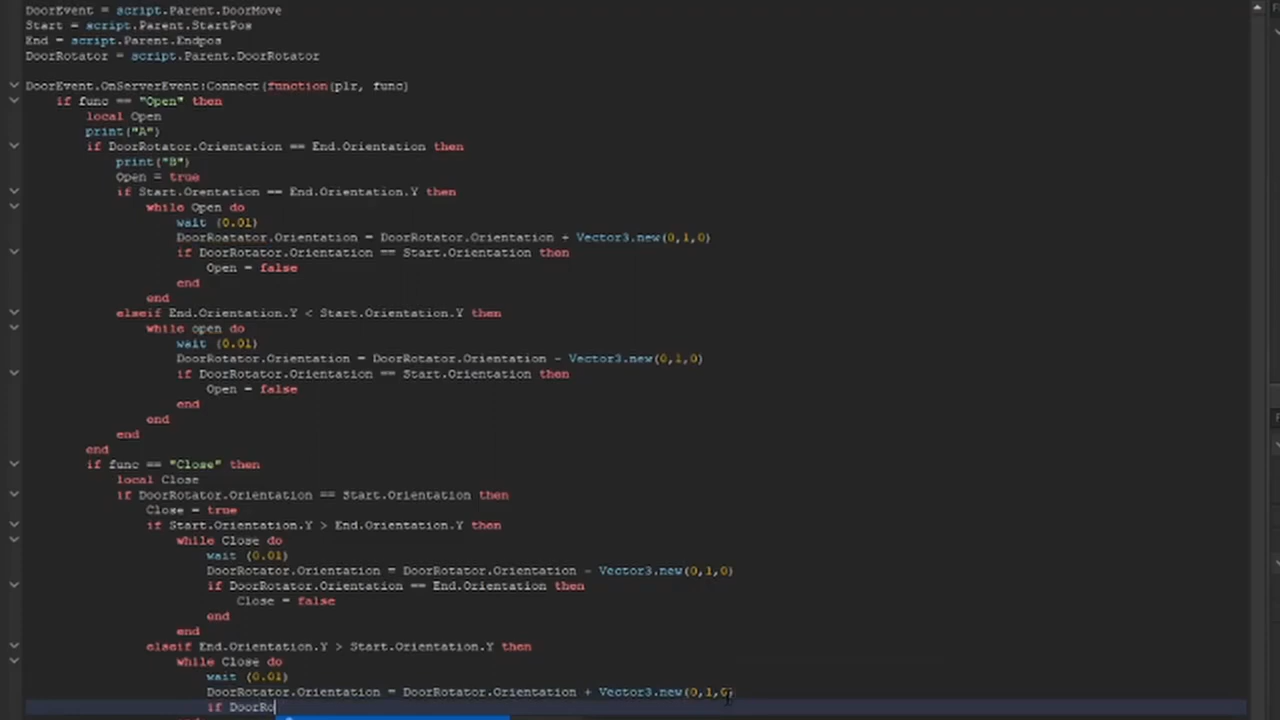 DoorEvent = script.Parent.DoorMove
Start = script.Parent.StartPos
End = script.Parent.Endpos
DoorRotator = script.Parent.DoorRotator
DoorEvent.OnServerEvent:Connect(function(plr, func)
if func == "Open" then
local Open
print("A")
if DoorRotator.Orientation == End.Orientation then
print("B")
Open = true
if Start.Orentation == End.Orientation.Y then
while Open do
wait (0.01)
DoorRoatator.Orientation = DoorRotator.Orientation + Vector3.new(0,1,0)
if DoorRotator.Orientation == Start.Orientation then
Open = false
end
end
elseif End.Orientation.Y < Start.Orientation.Y then
while open do
wait (0.01)
DoorRotator.Orientation = DoorRotator.Orientation - Vector3.new(0,1,0)
if DoorRotator.Orientation == Start.Orientation then
Open = false
end
end
end
end
if func == "Close" then
local Close
if DoorRotator.Orientation == Start.Orientation then
Close = true
if Start.Orientation.Y > End.Orientation.Y then
while Close do
wait (0.01)
DoorRotator.Orientation = DoorRotator.Orientation - Vector3.new(0,1,0)
if DoorRotator.Orientation == End.Orientation then
Close = false
end
end
elseif End.Orientation.Y > Start.Orientation.Y then
while Close do
wait (0.01)
DoorRotator.Orientation = DoorRotator.Orientation + Vector3.new(0,1,0)
if DoorRo